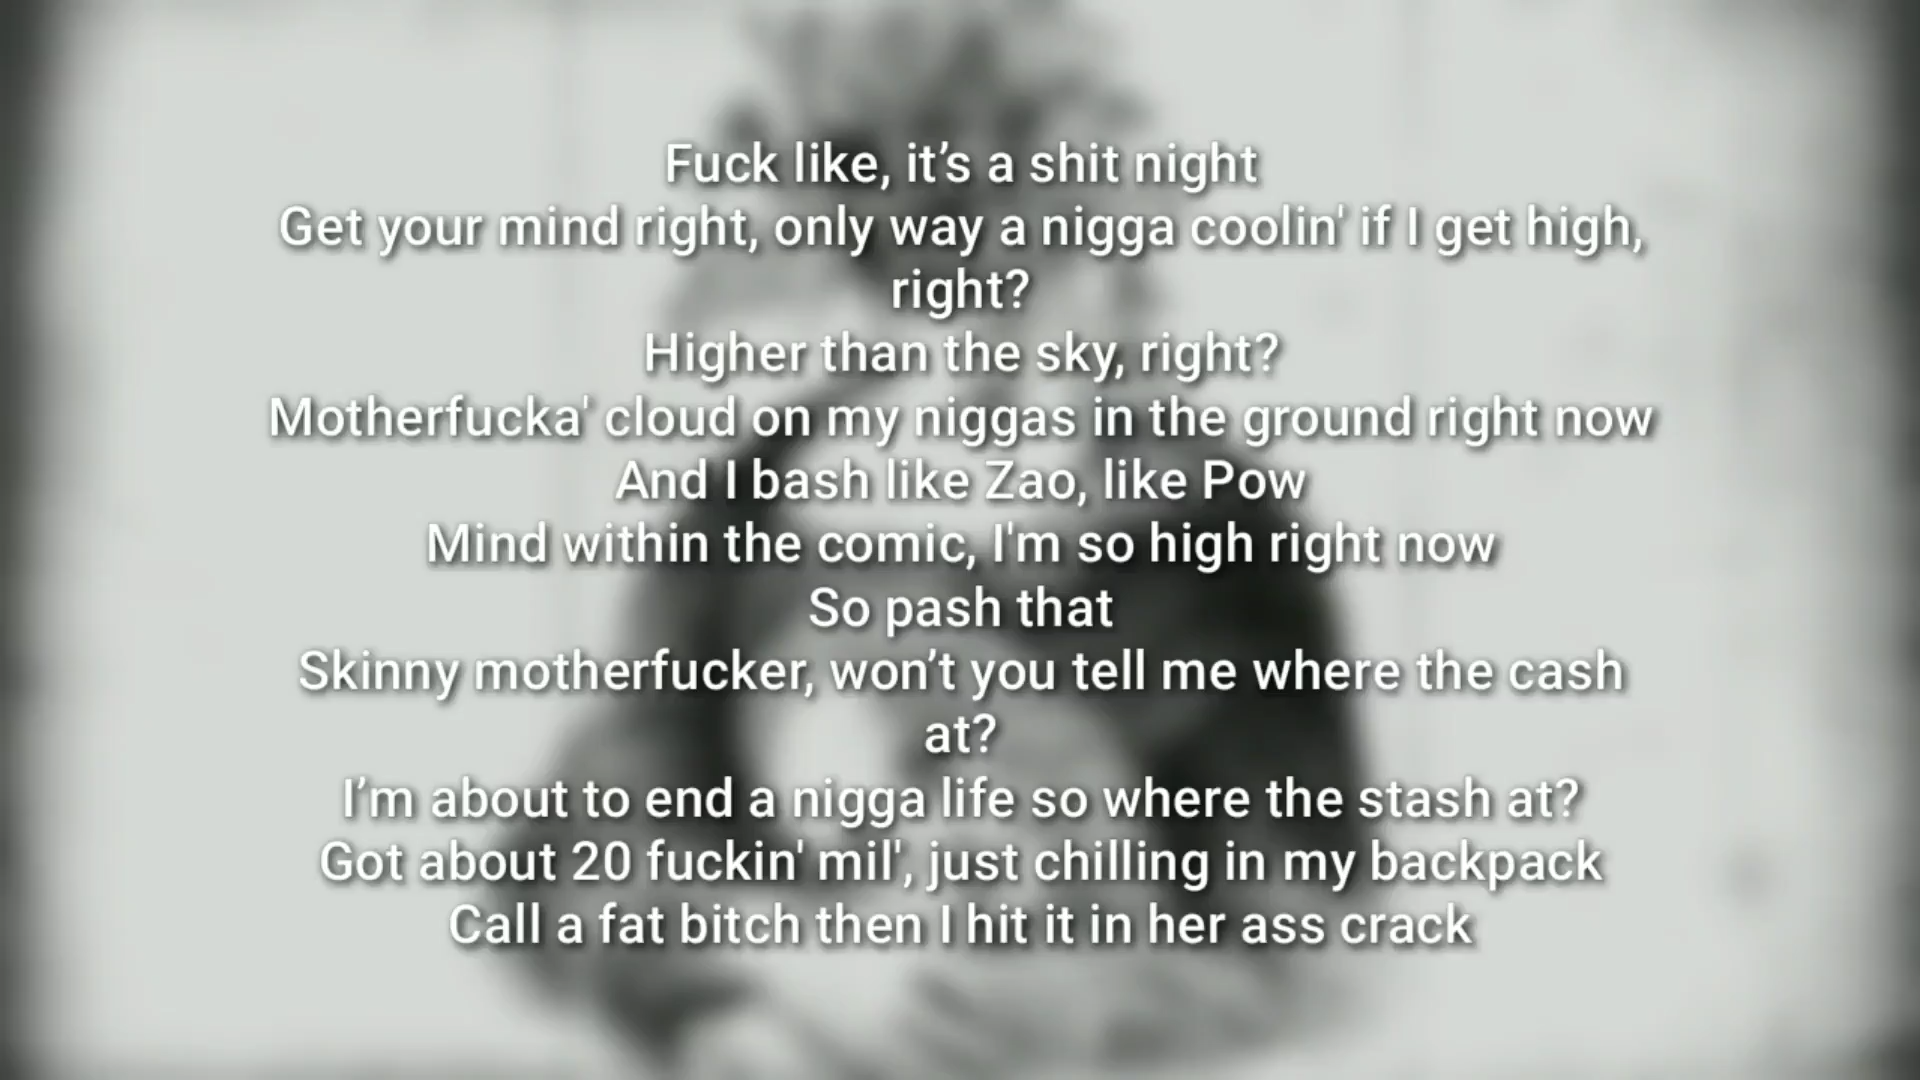 Fuck like, it’s a shit night
Get your mind right, only way a nigga coolin' if I get high,
right?
Higher than the sky, right?
Motherfucka' cloud on my niggas in the ground right now
And I bash like Zao, like Pow
Mind within the comic, I'm so high right now
So pash that
Skinny motherfucker, won’t you tell me where the cash
at?
I’m about to end a nigga life so where the stash at?
Got about 20 fuckin' mil', just chilling in my backpack
Call a fat bitch then I hit it in her ass crack